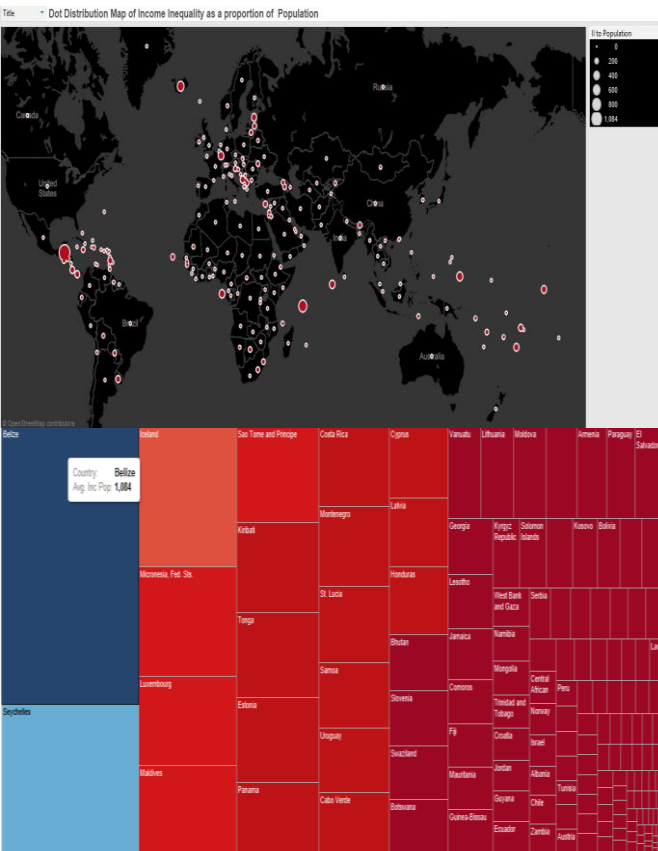 Title
Dot Distribution Map of Income Inequality as a proportion of Population
II to Population
0
200
400
600
800
1,084
Canada
Russia
United
States
China
India
Brazil
Australia
© OpenStreetMap contributors
Belize
Country: Belize
Avg. Inc Pop: 1,084
Seychelles
Iceland
Micronesia, Fed. Sts.
Luxembourg
Maldives
Sao Tome and Principe
Kiribati
Tonga
Estonia
Panama
Costa Rica
Montenegro
St. Lucia
Samoa
Uruguay
Cabo Verde
Cyprus
Latvia
Honduras
Bhutan
Slovenia
Swaziland
Botswana
Vanuatu
Lithuania
Moldova
Armenia
Paraguay
El
Salvador
Georgia
Kyrgyz
Republic
Solomon
Islands
Kosovo
Bolivia
Lesotho
West Bank
and Gaza
Serbia
Jamaica
Namibia
Mongolia
Comoros
Trinidad and
Tobago
Central
African
Peru
Norway
Fiji
Croatia
Israel
Mauritania
Jordan
Albania
Tunisia
Guinea-Bissau
Guyana
Chile
Ecuador
Zambia
Austria